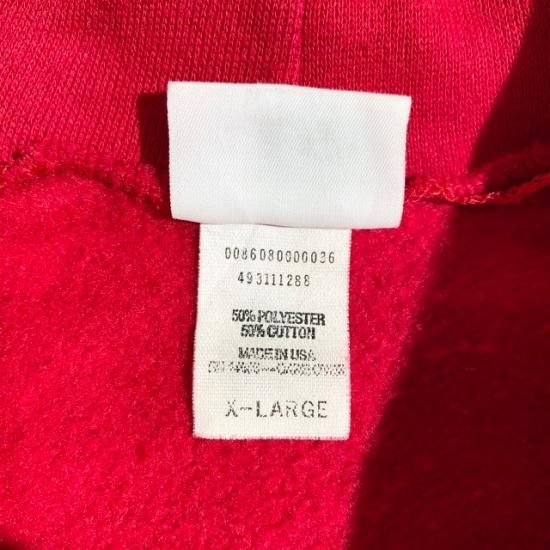 0086080000036
493111288
50% POLYESTER
50% COTTON
MADE IN USA
X-LARGE